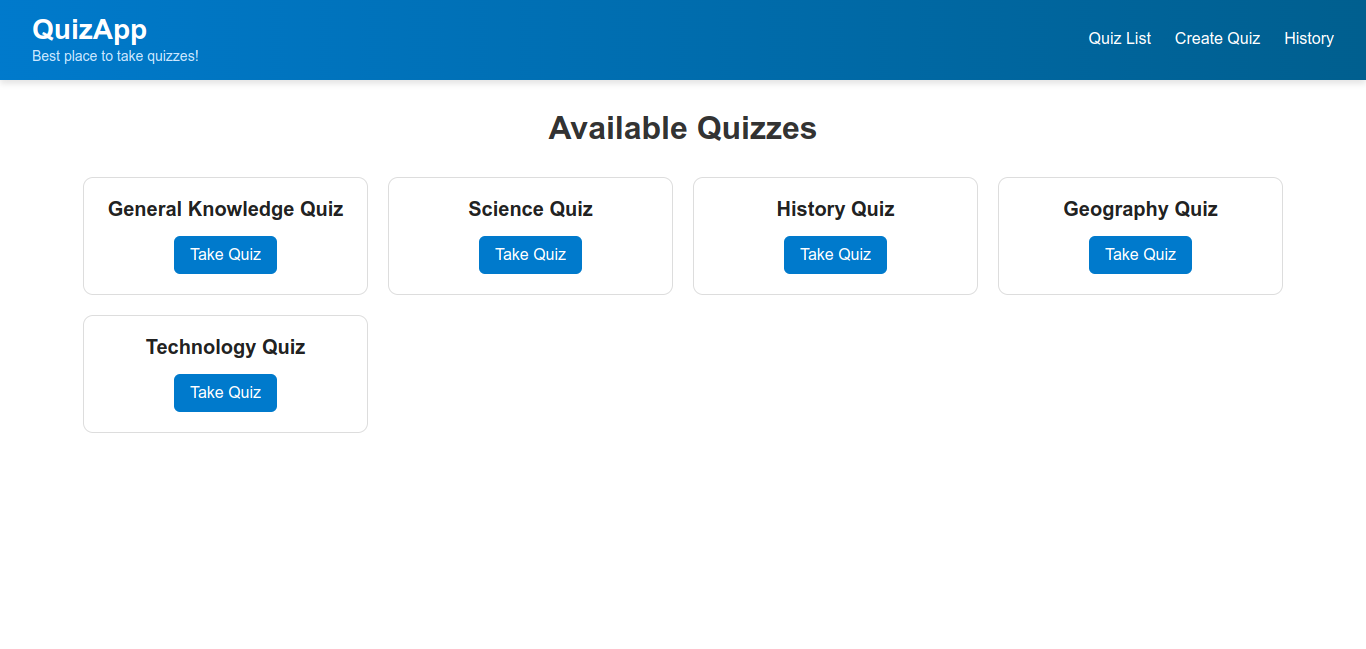 QuizApp
Best place to take quizzes!
Quiz List
Create Quiz
History
Available Quizzes
General Knowledge Quiz
Take Quiz
Science Quiz
Take Quiz
History Quiz
Take Quiz
Geography Quiz
Take Quiz
Technology Quiz
Take Quiz